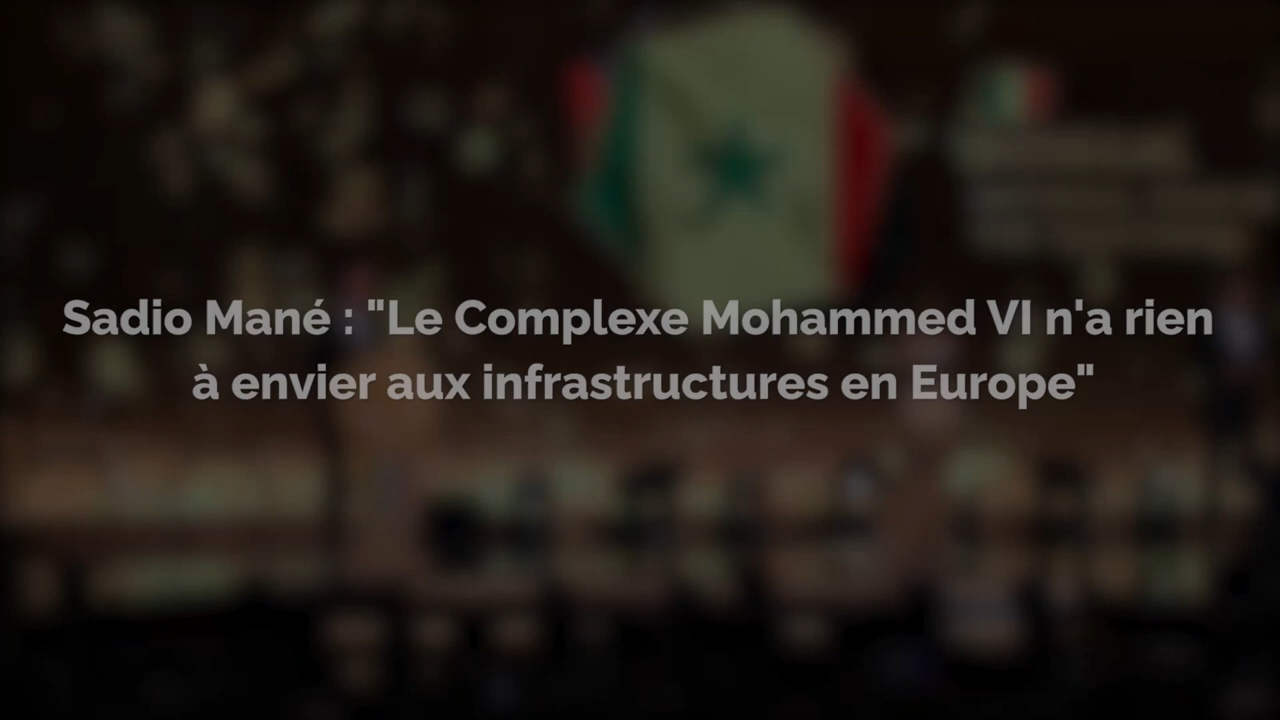 Sadio Mané : "Le Complexe Mohammed VI n'a rien
à envier aux infrastructures en Europe"